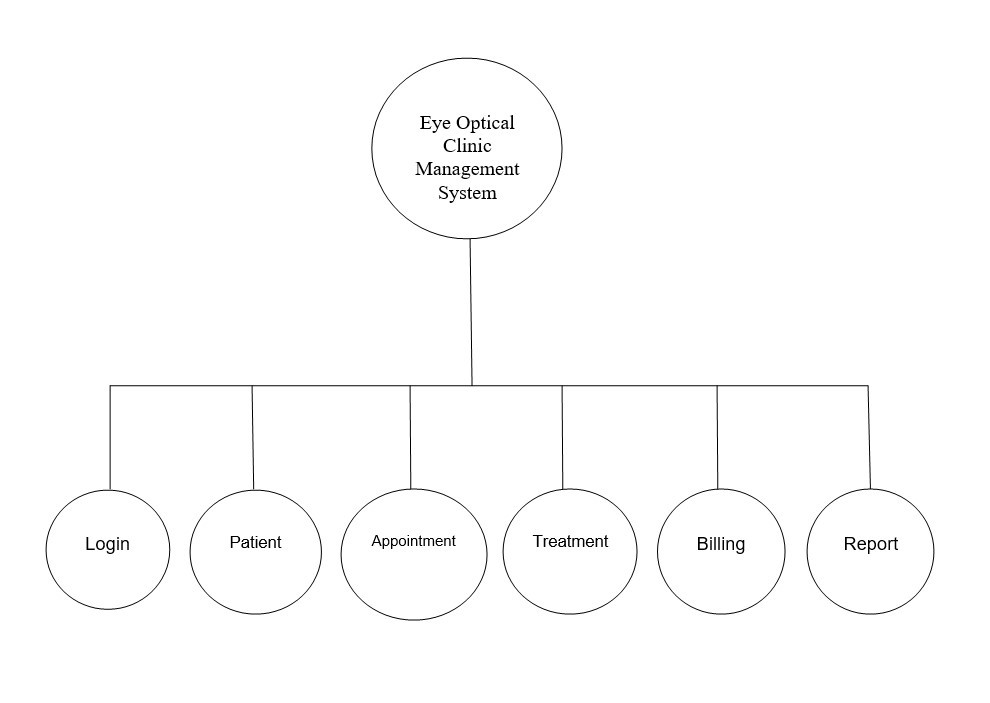 Eye Optical
Clinic
Management
System
Login
Patient
Appointment
Treatment
Billing
Report